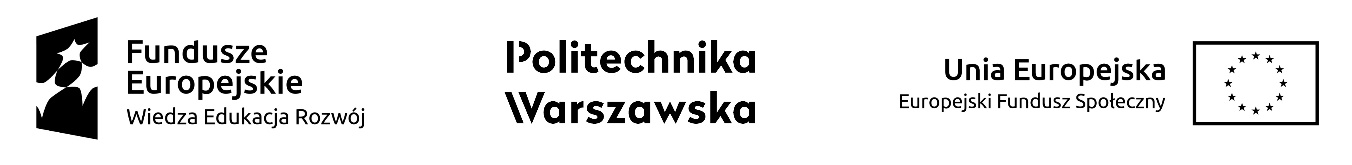 Fundusze
Europejskie
Wiedza Edukacja Rozwój
Politechnika
Warszawska
Unia Europejska
Europejski Fundusz Społeczny